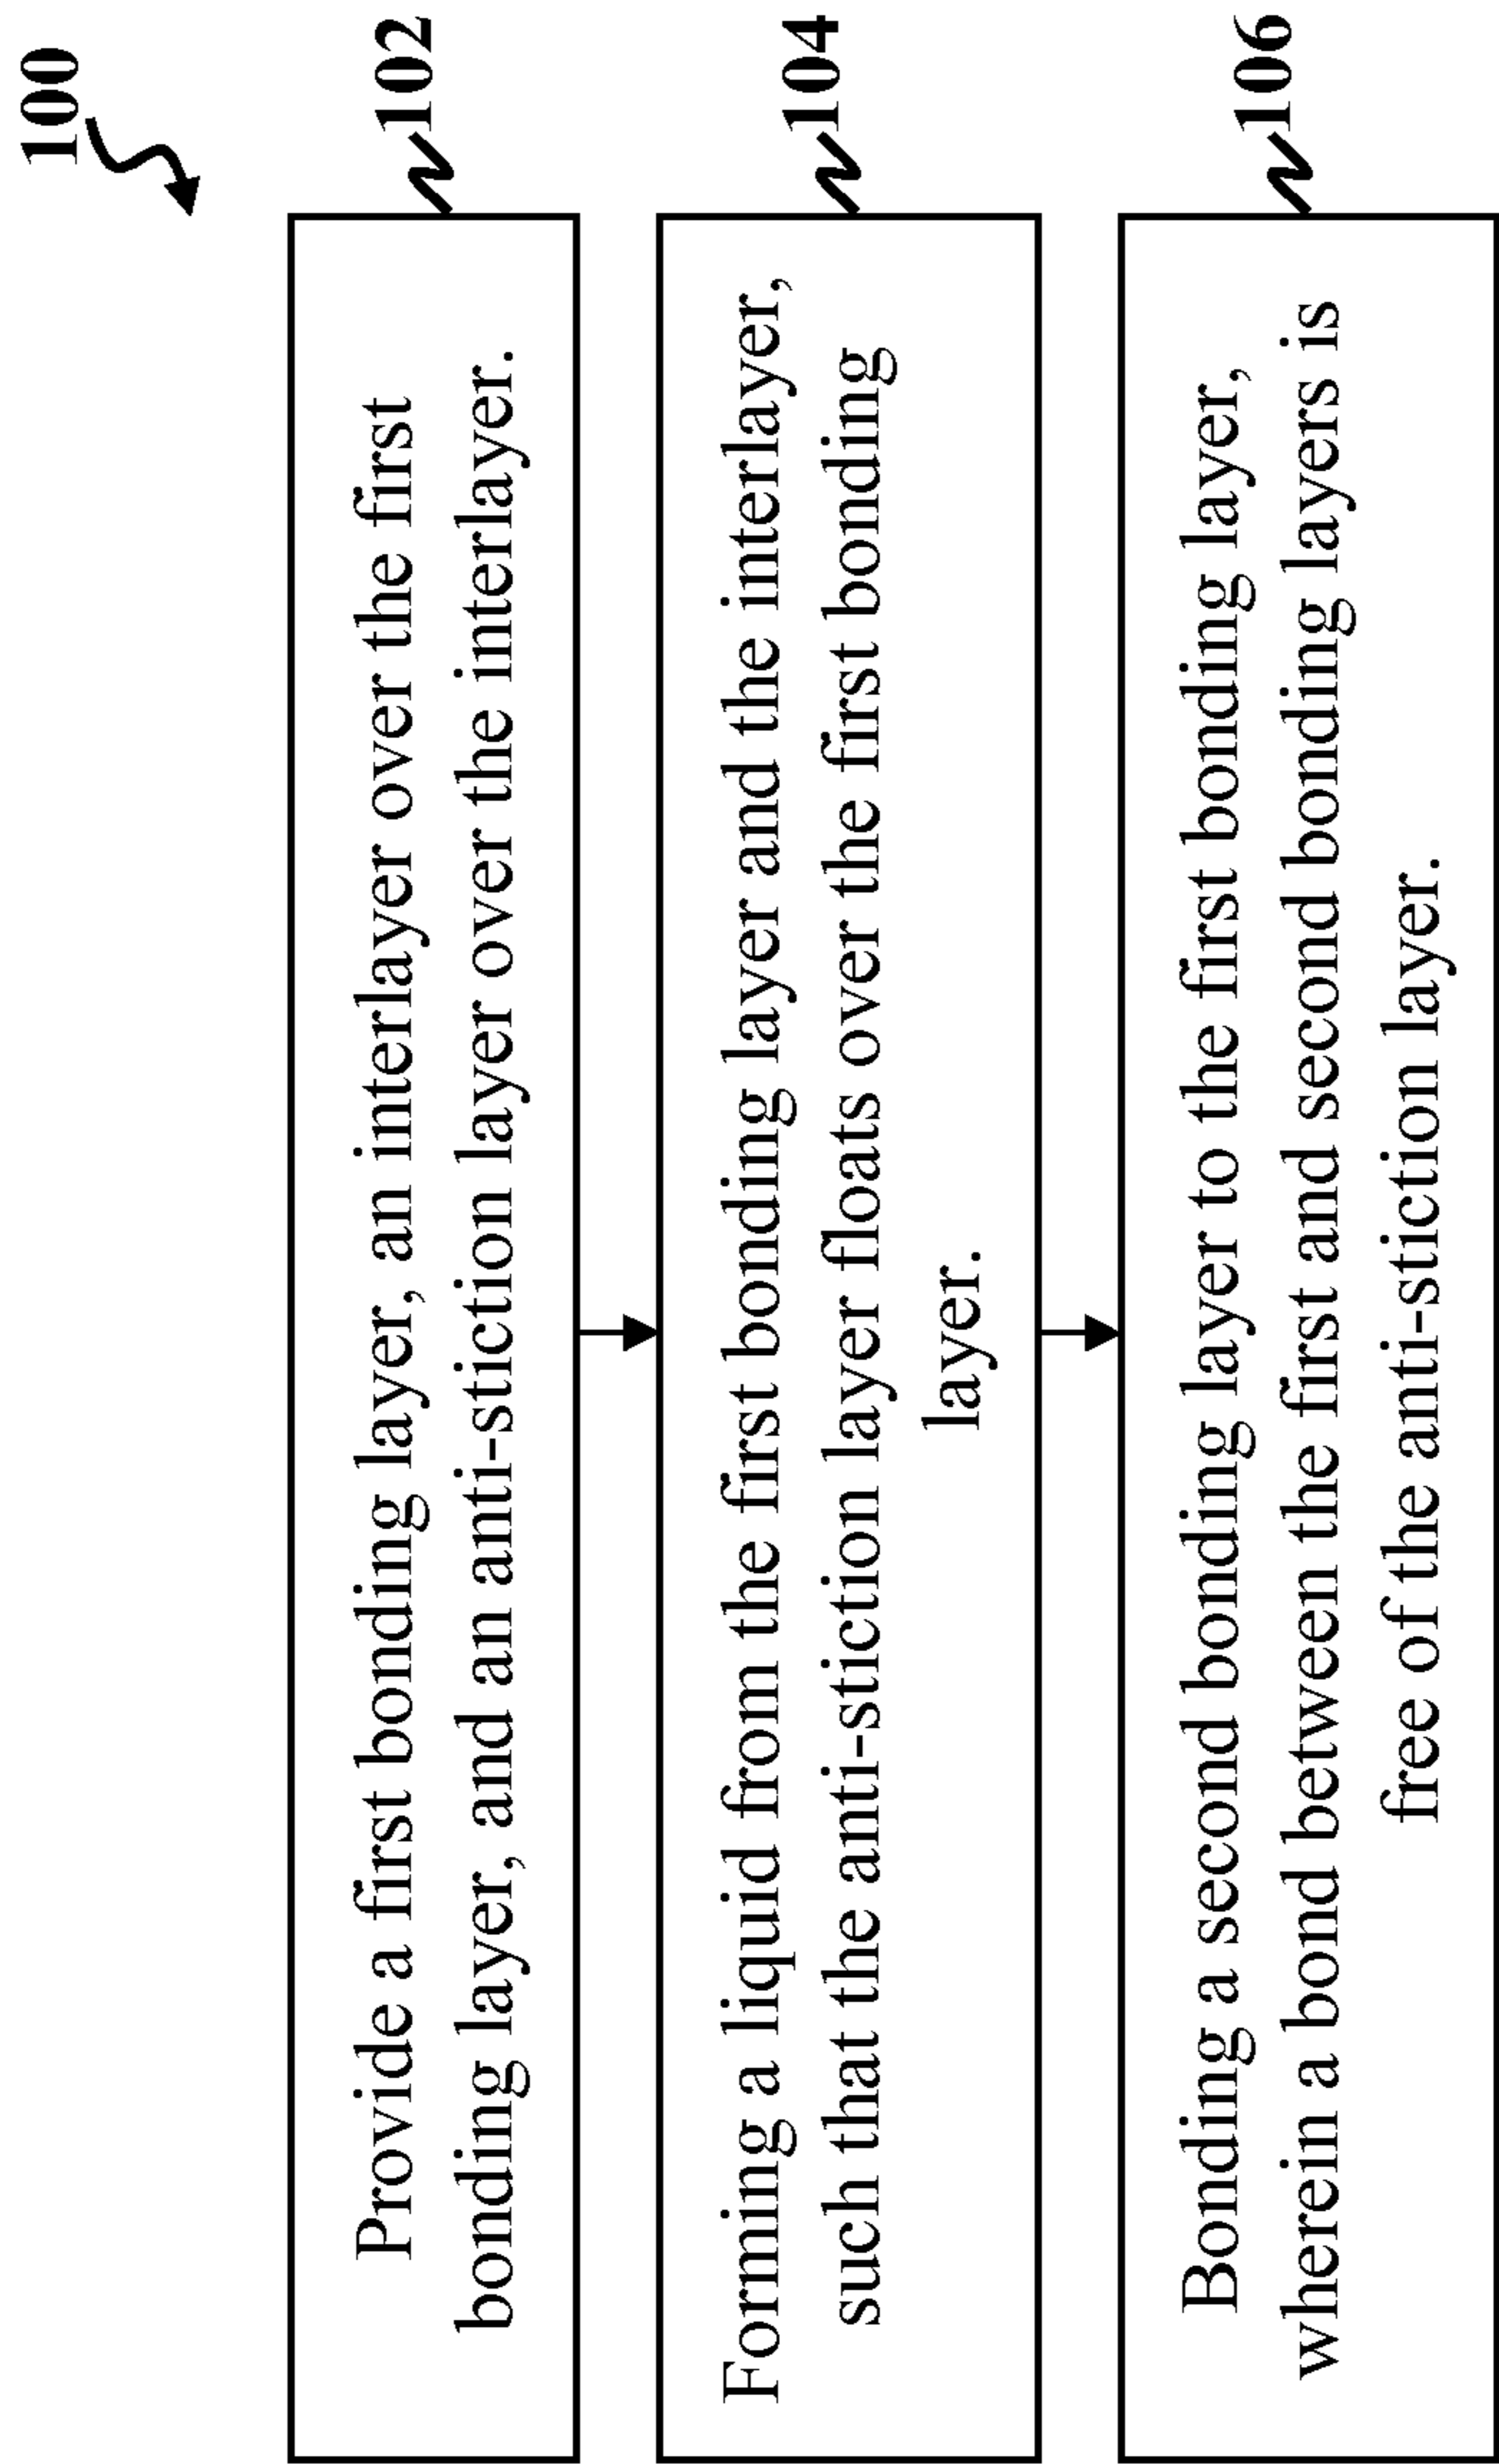 100
Provide a first bonding layer, an interlayer over the first
bonding layer, and an anti-stiction layer over the interlayer.
102
Forming a liquid from the first bonding layer and the interlayer,
such that the anti-stiction layer floats over the first bonding
layer.
104
Bonding a second bonding layer to the first bonding layer,
wherein a bond between the first and second bonding layers is
free of the anti-stiction layer.
106